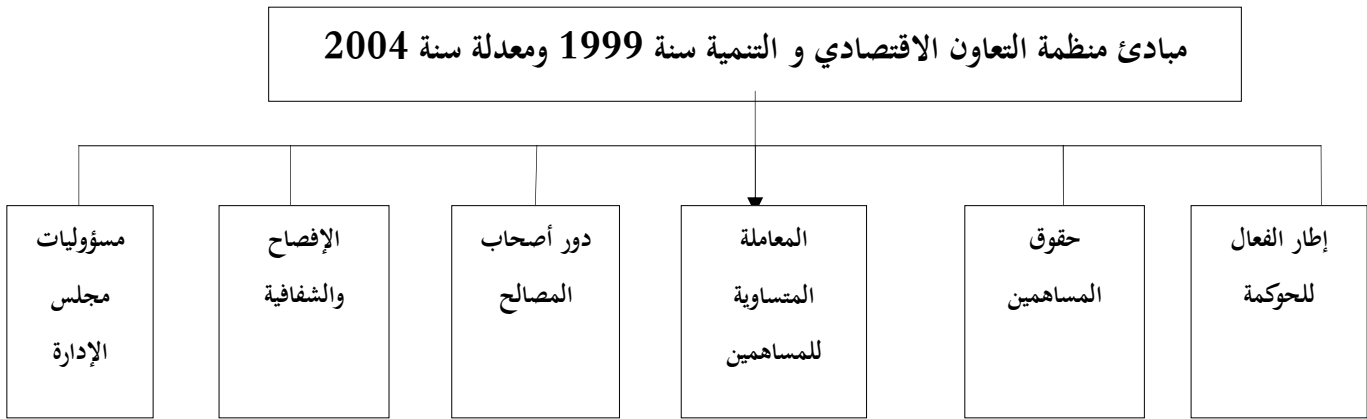 مبادئ منظمة التعاون الاقتصادي و التنمية سنة 1999 ومعدلة سنة 2004
إطار الفعال
للحوكمة
حقوق
المساهمين
المعاملة
المتساوية
للمساهمين
دور أصحاب
المصالح
الإفصاح
والشفافية
مسؤوليات
مجلس
الإدارة